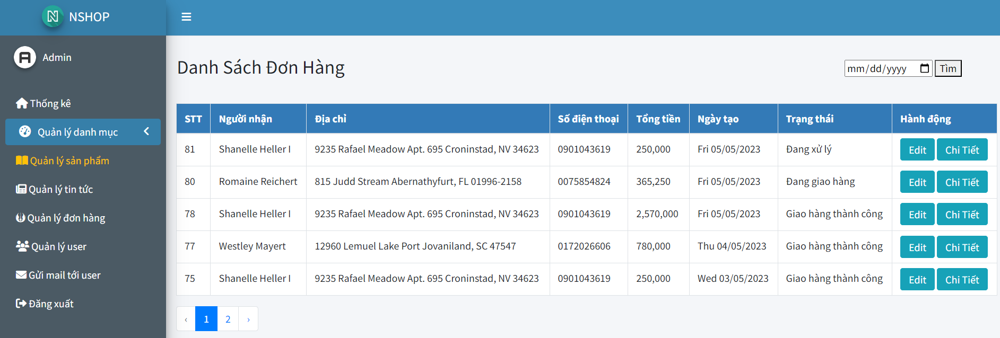 NSHOP
Admin
Thống kê
Quản lý danh mục
Quản lý sản phẩm
Quản lý tin tức
Quản lý đơn hàng
Quản lý user
Gửi mail tới user
Đăng xuất
Danh Sách Đơn Hàng
mm/dd/yyyy Tìm
STT Người nhận Địa chỉ Số điện thoại Tổng tiền Ngày tạo Trạng thái Hành động
81 Shanelle Heller I 9235 Rafael Meadow Apt. 695 Croninstad, NV 34623 0901043619 250,000 Fri 05/05/2023 Đang xử lý Edit Chi Tiết
80 Romaine Reichert 815 Judd Stream Abernathyfurt, FL 01996-2158 0075854824 365,250 Fri 05/05/2023 Đang giao hàng Edit Chi Tiết
78 Shanelle Heller I 9235 Rafael Meadow Apt. 695 Croninstad, NV 34623 0901043619 2,570,000 Fri 05/05/2023 Giao hàng thành công Edit Chi Tiết
77 Westley Mayert 12960 Lemuel Lake Port Jovaniland, SC 47547 0172026606 780,000 Thu 04/05/2023 Giao hàng thành công Edit Chi Tiết
75 Shanelle Heller I 9235 Rafael Meadow Apt. 695 Croninstad, NV 34623 0901043619 250,000 Wed 03/05/2023 Giao hàng thành công Edit Chi Tiết
‹ 1 2 ›